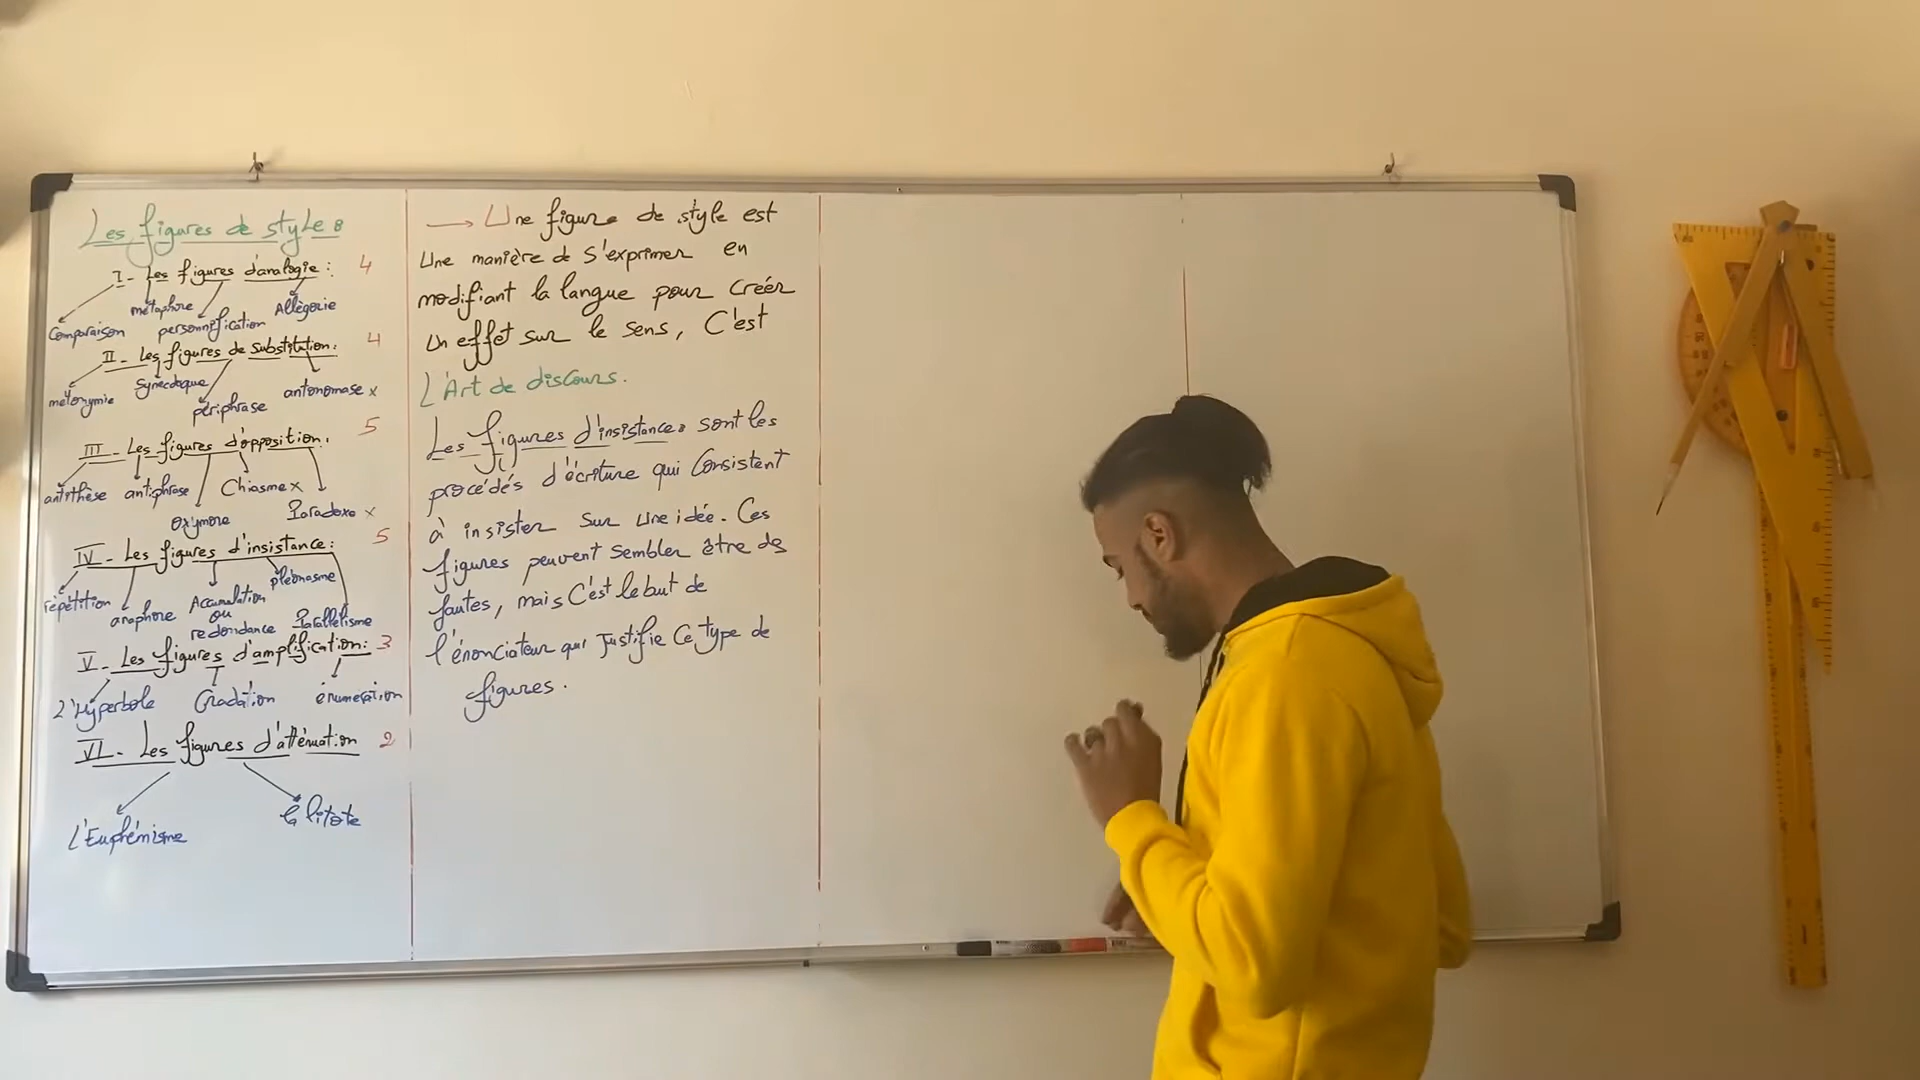 Les figures de style :
I - Les figures d'analogie : 4
Comparaison métaphore personnification Allégorie
II - Les figures de substitution : 4
métonymie Synécdoque périphrase antonomase x
III - Les figures d'opposition : 5
antithèse antiphrase Oxymore Chiasme x Paradoxe x
IV - Les figures d'insistance : 5
répétition anaphore Accumulation
ou
redondance pléonasme Parallélisme
V - Les figures d'amplification : 3
L'Hyperbole Gradation énumération
VI - Les figures d'atténuation 2
L'Euphémisme la litote
→ Une figure de style est
une manière de s'exprimer en
modifiant la langue pour créer
un effet sur le sens, C'est
L'Art de discours.
Les figures d'insistance : sont les
procédés d'écriture qui Consistent
à insister sur une idée. Ces
figures peuvent sembler être des
fautes, mais C'est le but de
l'énonciateur qui Justifie Ce type de
figures.